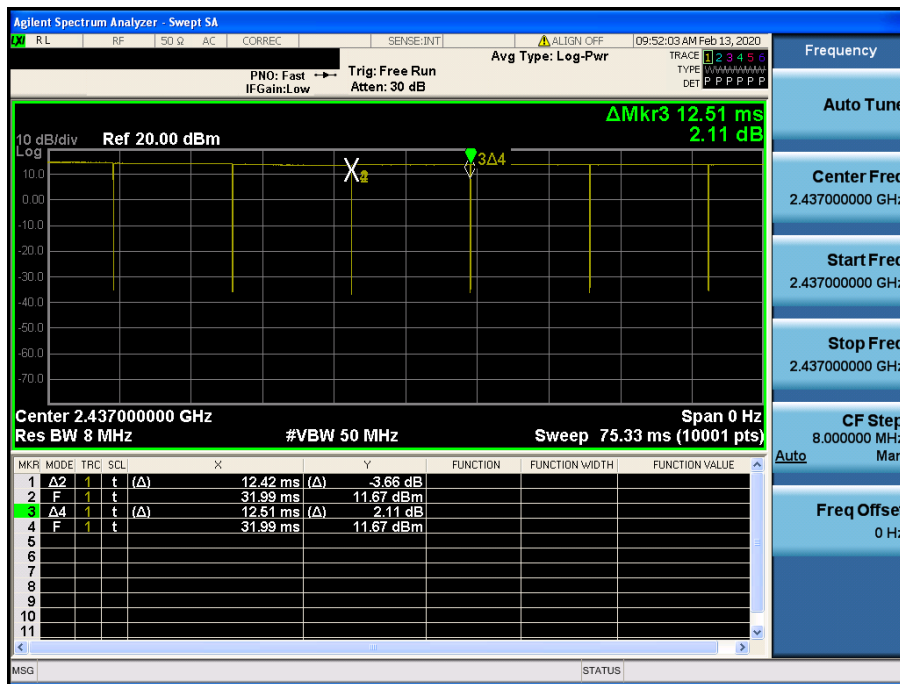 Agilent Spectrum Analyzer - Swept SA
LXI RL RF 50 Ω AC CORREC SENSE:INT ALIGN OFF 09:52:03 AM Feb 13, 2020
Avg Type: Log-Pwr TRACE 1 2 3 4 5 6
PNO: Fast Trig: Free Run TYPE WWWWWW
IFGain:Low Atten: 30 dB DET P P P P P P
ΔMkr3 12.51 ms
2.11 dB
10 dB/div Ref 20.00 dBm
Log
10.0
0.00
-10.0
-20.0
-30.0
-40.0
-50.0
-60.0
-70.0
3Δ4
Center 2.437000000 GHz Span 0 Hz
Res BW 8 MHz #VBW 50 MHz Sweep 75.33 ms (10001 pts)
MKR MODE TRC SCL X Y FUNCTION FUNCTION WIDTH FUNCTION VALUE
1 Δ2 1 t (Δ) 12.42 ms (Δ) -3.66 dB
2 F 1 t 31.99 ms 11.67 dBm
3 Δ4 1 t (Δ) 12.51 ms (Δ) 2.11 dB
4 F 1 t 31.99 ms 11.67 dBm
5
6
7
8
9
10
11
MSG STATUS
Frequency
Auto Tune
Center Freq
2.437000000 GHz
Start Freq
2.437000000 GHz
Stop Freq
2.437000000 GHz
CF Step
8.000000 MHz
Auto Man
Freq Offset
0 Hz